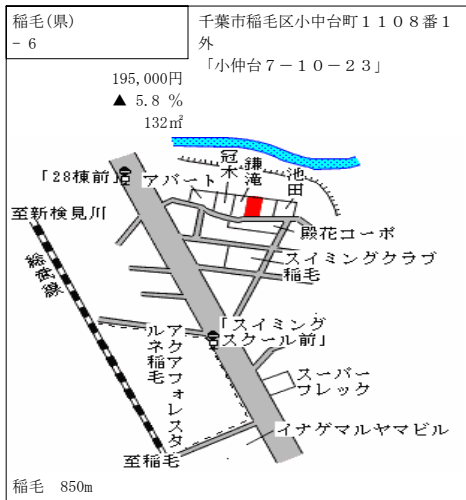 稲毛(県)
- 6
千葉市稲毛区小中台町１１０８番１
外
「小仲台７－１０－２３」
195,000円
▲ 5.8 %
132㎡
「28棟前」
アパート
冠木
鎌滝
池田
至新検見川
殿花コーポ
スイミングクラブ
稲毛
総武線
「スイミング
スクール前」
アクアフォレスタ
ルネ稲毛
スーパー
フレック
イナゲマルヤマビル
至稲毛
稲毛 850m